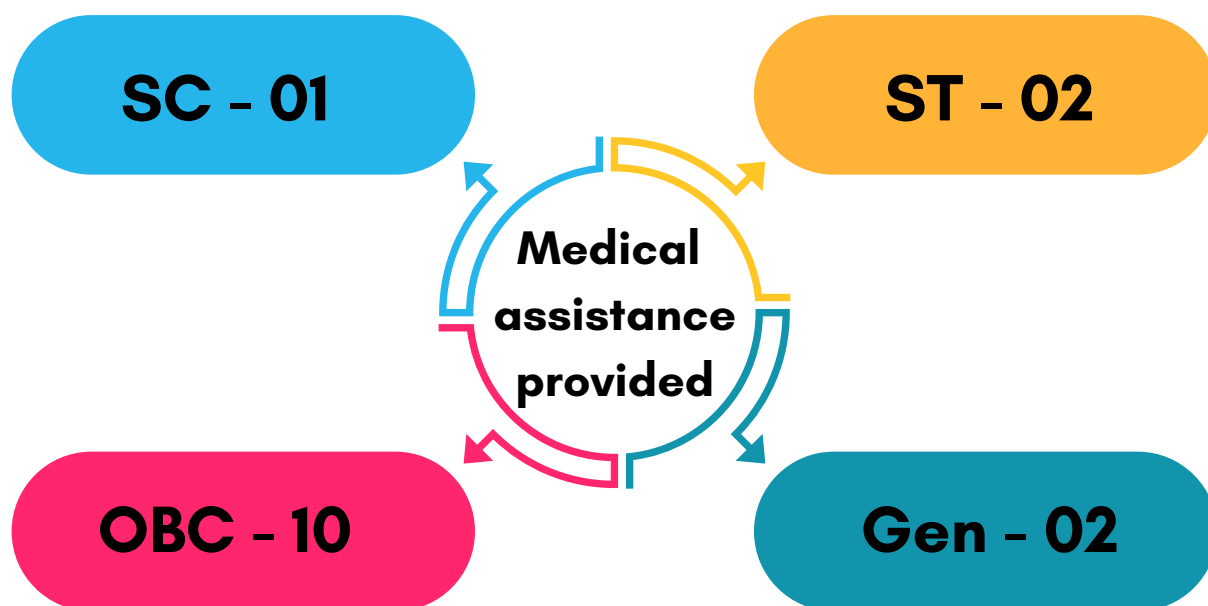 SC - 01
ST - 02
Medical
assistance
provided
OBC - 10
Gen - 02